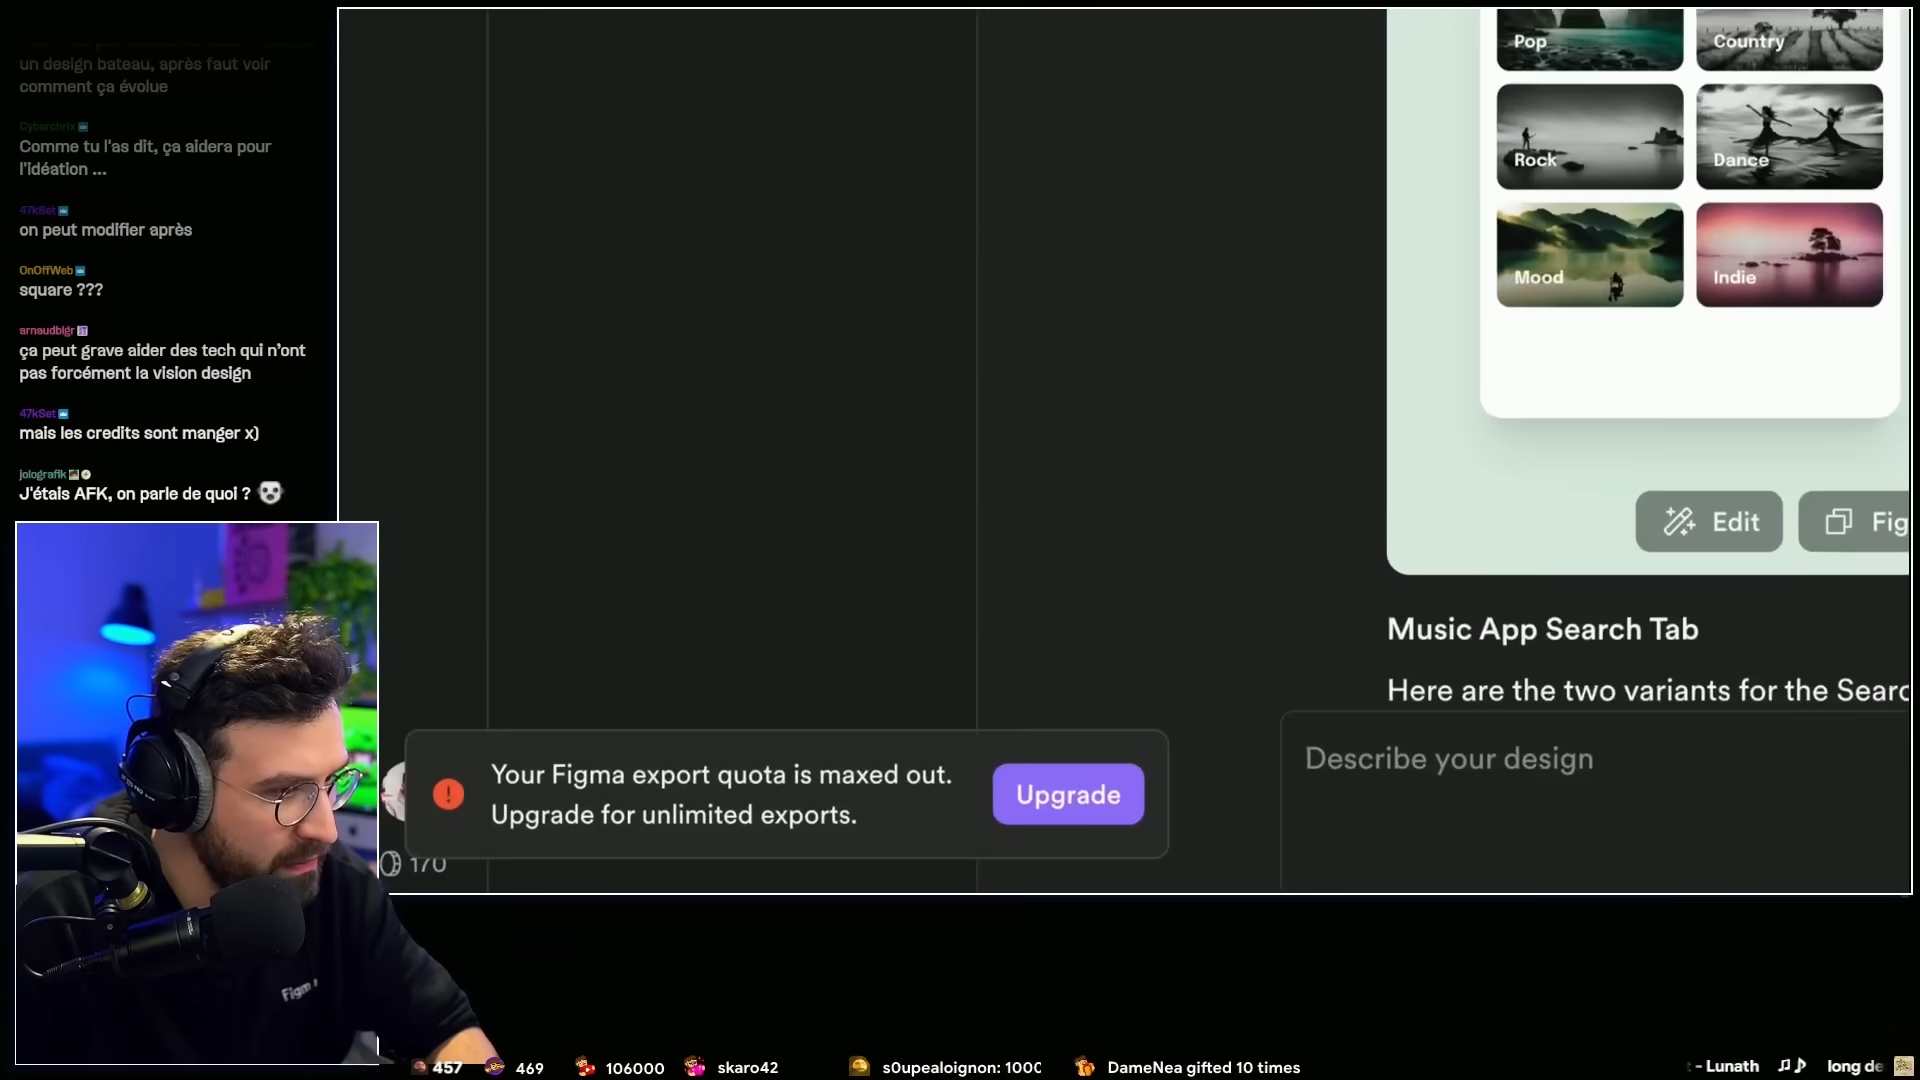 un design bateau, après faut voir
comment ça évolue
Cyberchrix
Comme tu l'as dit, ça aidera pour
l'idéation ...
47kSet
on peut modifier après
OnOffWeb
square ???
arnaudblgr
ça peut grave aider des tech qui n'ont
pas forcément la vision design
47kSet
mais les credits sont manger x)
jolografik
J'étais AFK, on parle de quoi ?
Pop
Country
Rock
Dance
Mood
Indie
Edit
Fig
Music App Search Tab
Here are the two variants for the Searc
Describe your design
Your Figma export quota is maxed out.
Upgrade for unlimited exports.
Upgrade
170
Figm
457
469
106000
skaro42
s0upealoignon: 1000
DameNea gifted 10 times
- Lunath
long de